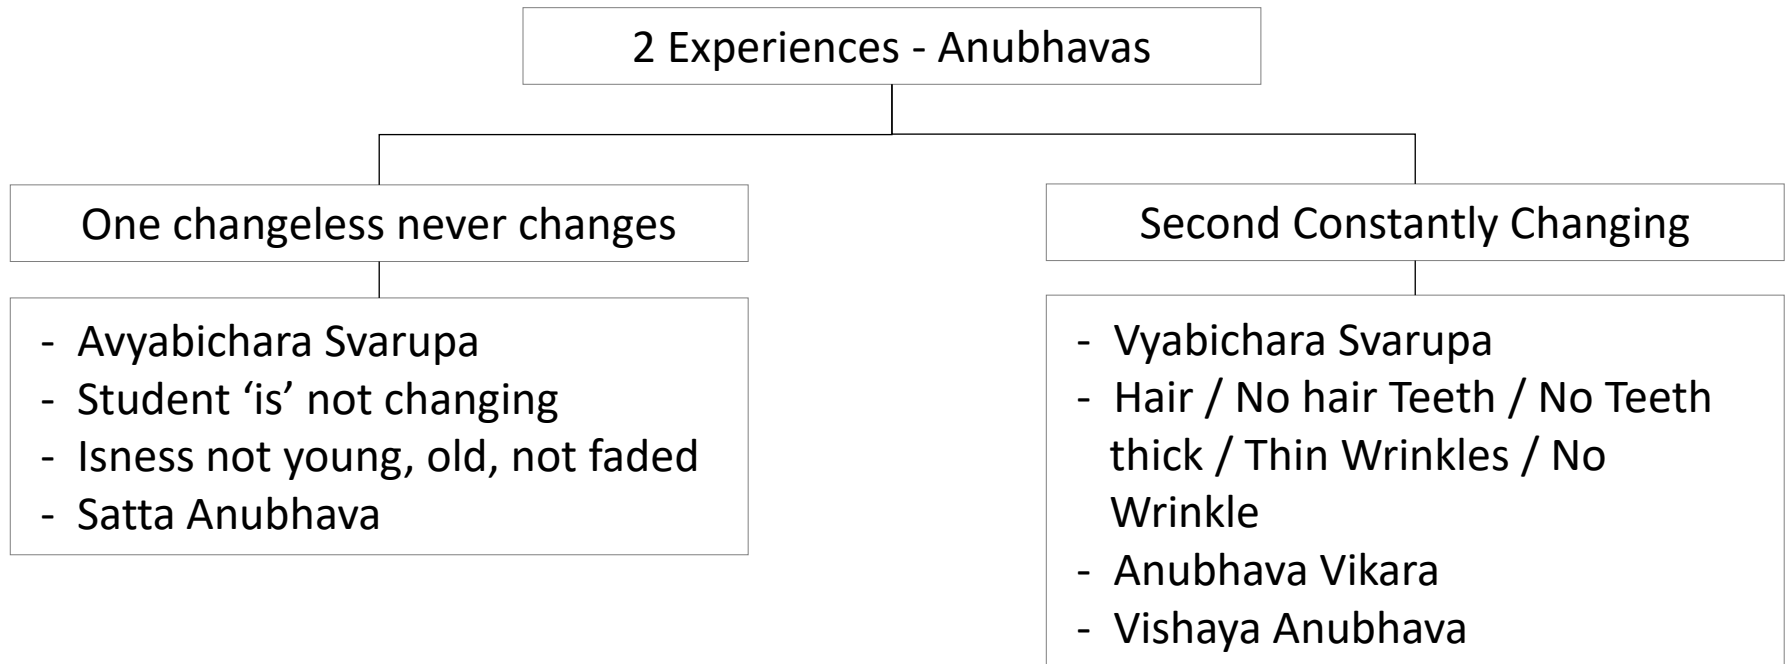 2 Experiences - Anubhavas
One changeless never changes
- Avyabichara Svarupa
- Student ‘is’ not changing
- Isness not young, old, not faded
- Satta Anubhava
Second Constantly Changing
- Vyabichara Svarupa
- Hair / No hair Teeth / No Teeth
thick / Thin Wrinkles / No
Wrinkle
- Anubhava Vikara
- Vishaya Anubhava